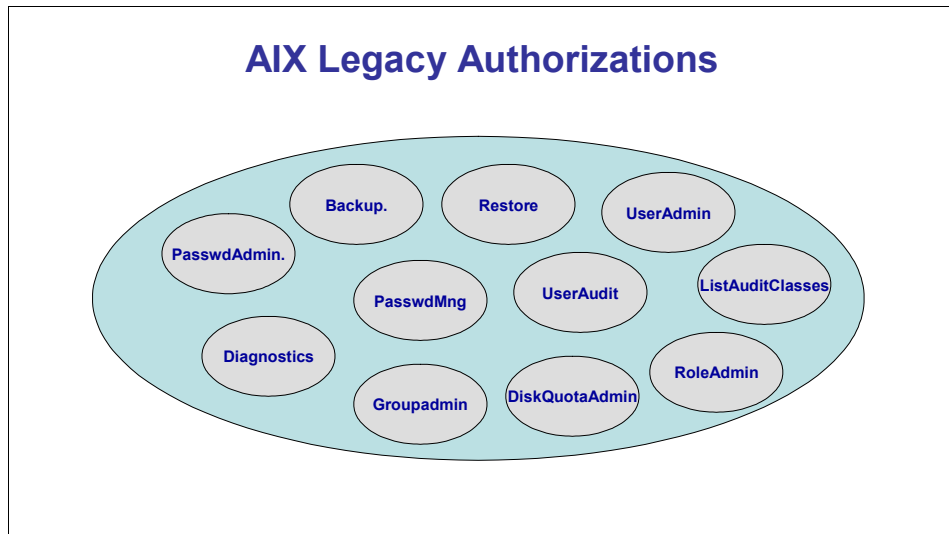 AIX Legacy Authorizations
Backup.
Restore
UserAdmin
PasswdAdmin.
PasswdMng
UserAudit
ListAuditClasses
Diagnostics
Groupadmin
DiskQuotaAdmin
RoleAdmin